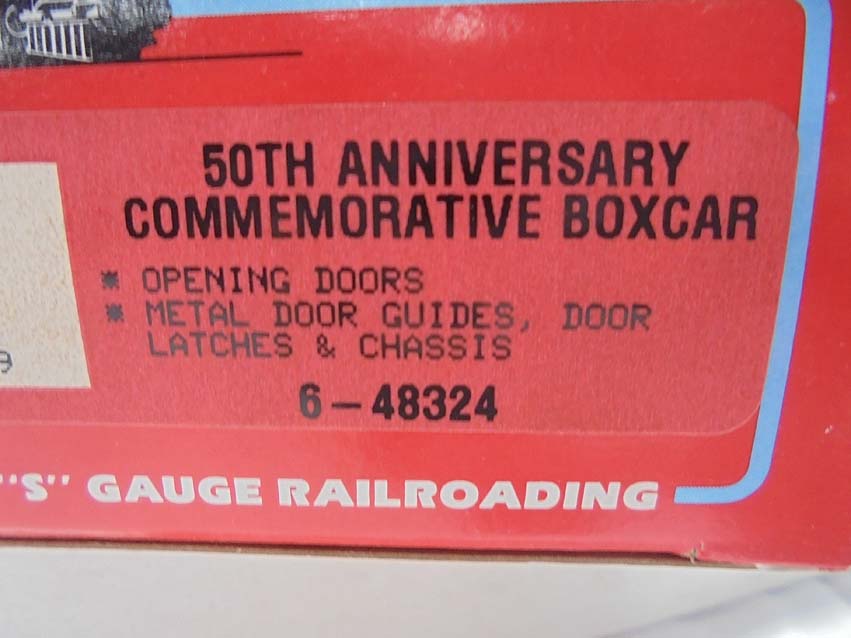 50TH ANNIVERSARY
COMMEMORATIVE BOXCAR
* OPENING DOORS
* METAL DOOR GUIDES, DOOR
LATCHES & CHASSIS
6-48324
"S" GAUGE RAILROADING